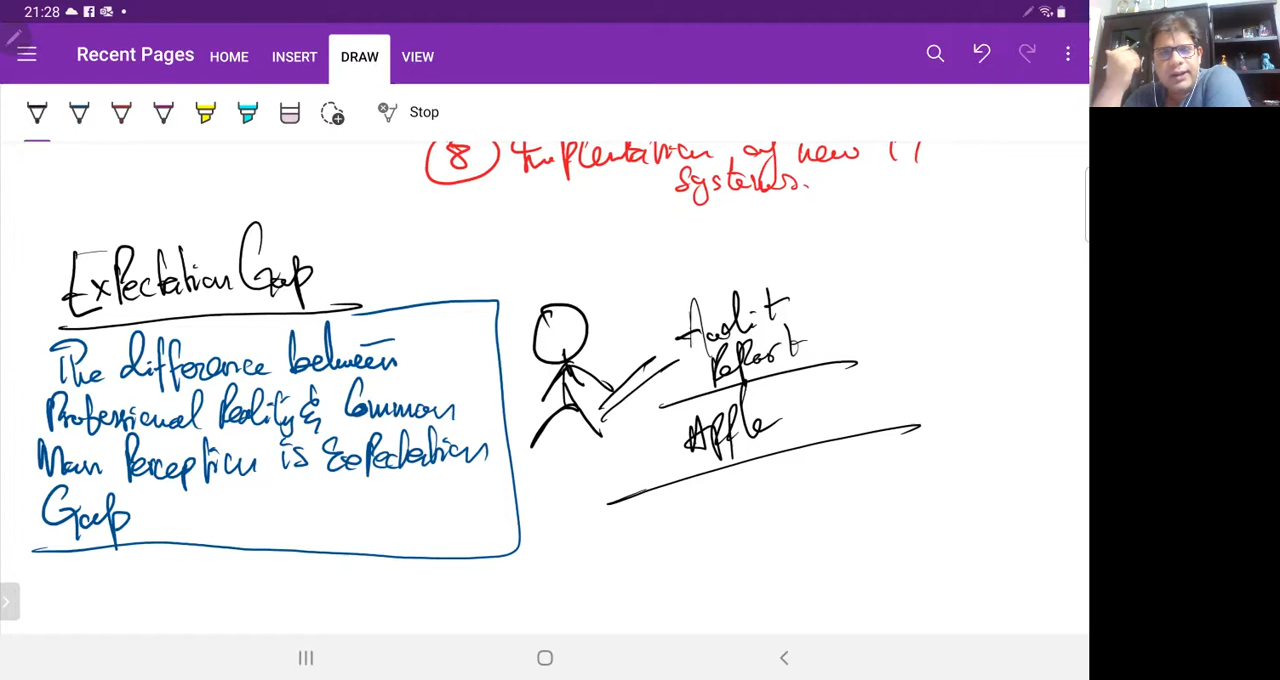 21:28
Recent Pages HOME INSERT DRAW VIEW
Stop
8 Implentation of new IT
systems.
Expectation Gap
The difference between
Professional Reality & Common
Man Perception is Expectation
Gap
Audit
Report
Apple